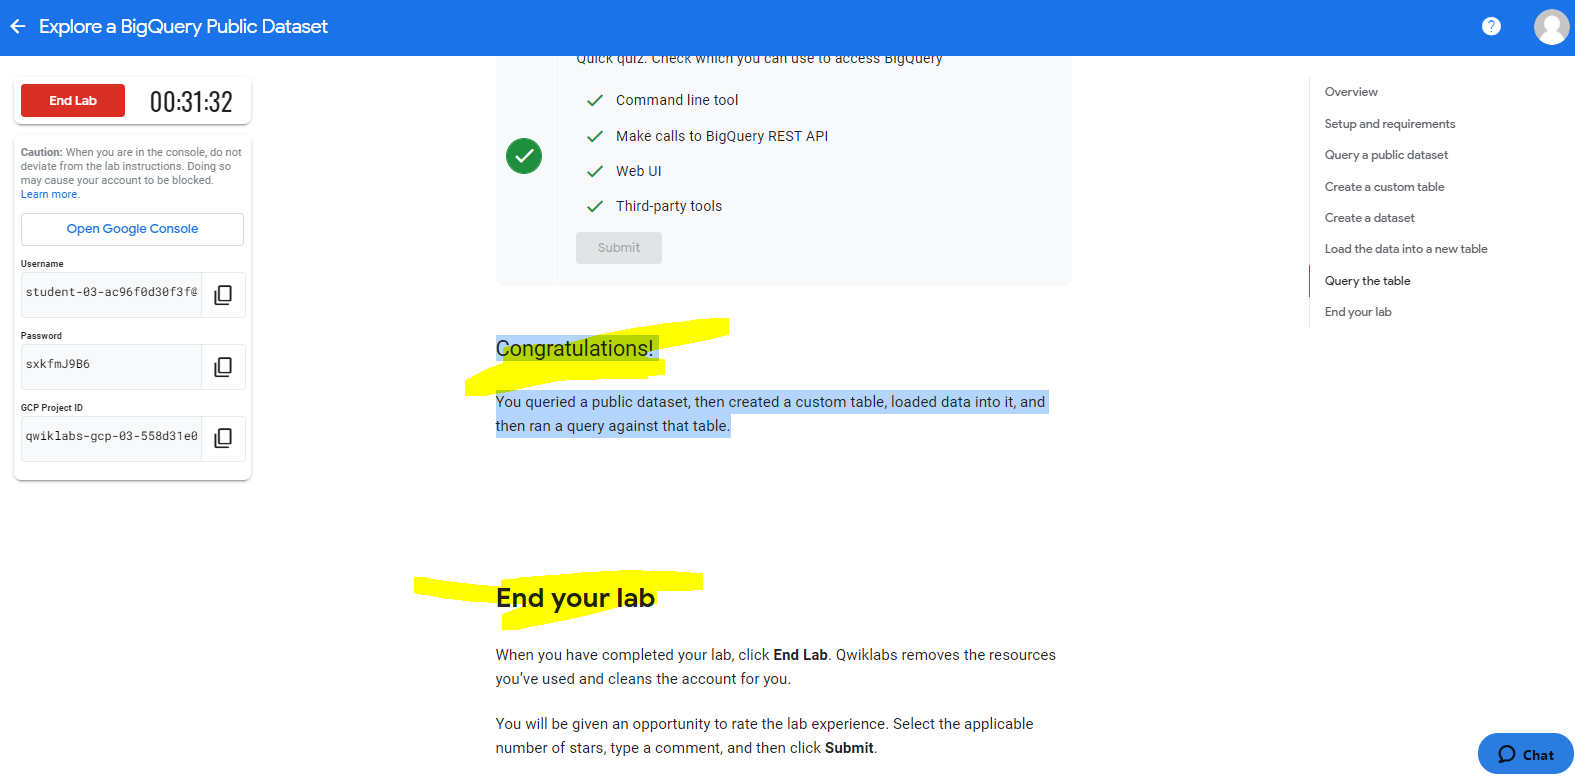 Explore a BigQuery Public Dataset
End Lab
00:31:32
Caution: When you are in the console, do not
deviate from the lab instructions. Doing so
may cause your account to be blocked.
Learn more.
Open Google Console
Username
student-03-ac96f0d30f3f@
Password
sxkfmJ9B6
GCP Project ID
qwiklabs-gcp-03-558d31e0
Quick quiz. Check which you can use to access BigQuery
Command line tool
Make calls to BigQuery REST API
Web UI
Third-party tools
Submit
Congratulations!
You queried a public dataset, then created a custom table, loaded data into it, and
then ran a query against that table.
End your lab
When you have completed your lab, click End Lab. Qwiklabs removes the resources
you’ve used and cleans the account for you.
You will be given an opportunity to rate the lab experience. Select the applicable
number of stars, type a comment, and then click Submit.
Overview
Setup and requirements
Query a public dataset
Create a custom table
Create a dataset
Load the data into a new table
Query the table
End your lab
Chat